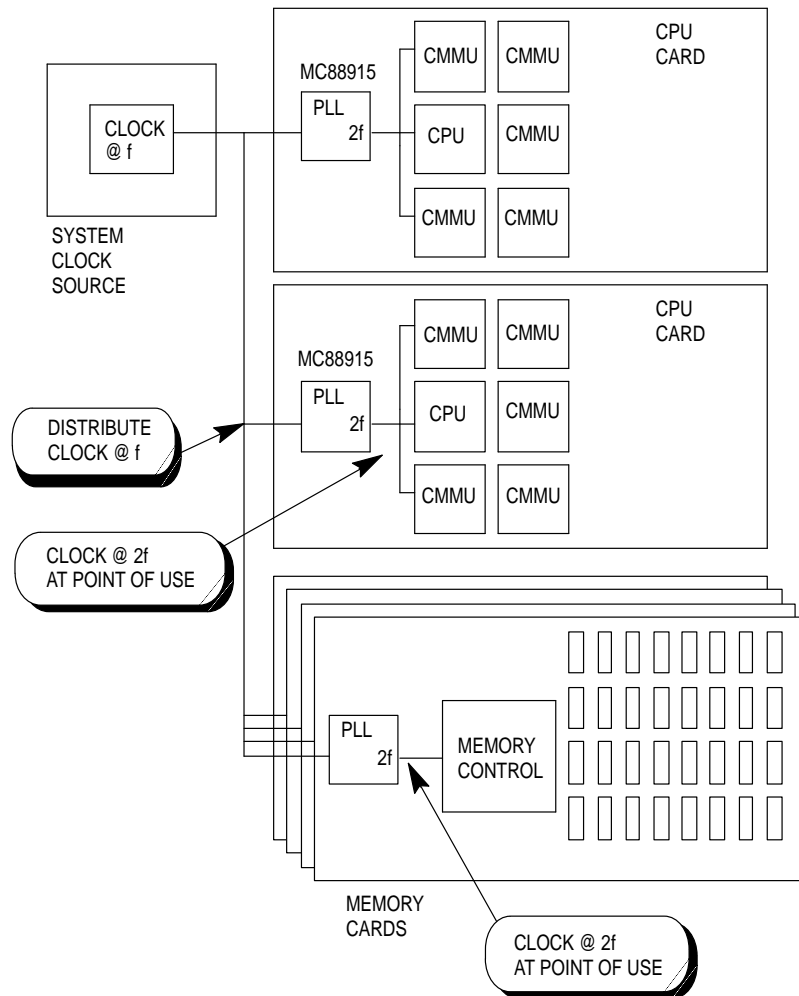 CPU
CARD
CMMU
CMMU
MC88915
PLL
2f
CLOCK
@ f
CPU
CMMU
CMMU
CMMU
SYSTEM
CLOCK
SOURCE
CPU
CARD
CMMU
CMMU
MC88915
PLL
2f
CPU
CMMU
CMMU
CMMU
DISTRIBUTE
CLOCK @ f
CLOCK @ 2f
AT POINT OF USE
PLL
2f
MEMORY
CONTROL
MEMORY
CARDS
CLOCK @ 2f
AT POINT OF USE